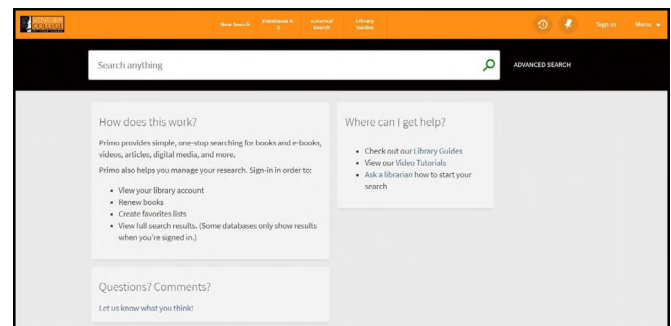 VENTURA
COLLEGE
New Search
Databases A-
Z
Journal
Search
Library
Guides
Sign in
Menu
Search anything
ADVANCED SEARCH
How does this work?
Primo provides simple, one-stop searching for books and e-books,
videos, articles, digital media, and more.
Primo also helps you manage your research. Sign-in in order to:
• View your library account
• Renew books
• Create favorites lists
• View full search results. (Some databases only show results
when you're signed in.)
Where can I get help?
• Check out our Library Guides
• View our Video Tutorials
• Ask a librarian how to start your
search
Questions? Comments?
Let us know what you think!